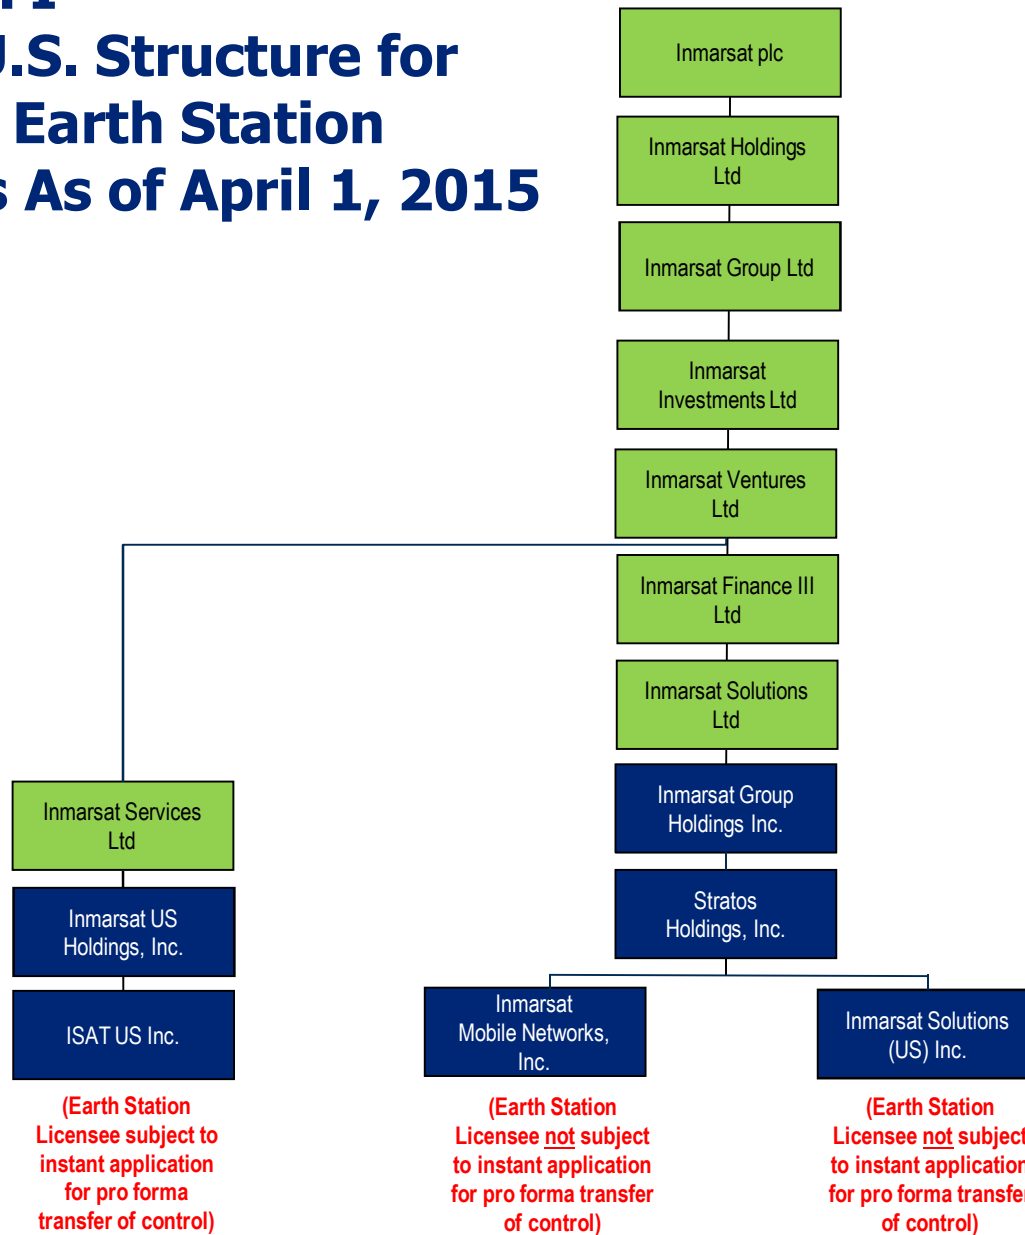 U.S. Structure for
Earth Station
As of April 1, 2015
Inmarsat plc
Inmarsat Holdings
Ltd
Inmarsat Group Ltd
Inmarsat
Investments Ltd
Inmarsat Ventures
Ltd
Inmarsat Finance III
Ltd
Inmarsat Solutions
Ltd
Inmarsat Group
Holdings Inc.
Stratos
Holdings, Inc.
Inmarsat Services
Ltd
Inmarsat US
Holdings, Inc.
ISAT US Inc.
(Earth Station
Licensee subject to
instant application
for pro forma
transfer of control)
Inmarsat
Mobile Networks,
Inc.
(Earth Station
Licensee not subject
to instant application
for pro forma transfer
of control)
Inmarsat Solutions
(US) Inc.
(Earth Station
Licensee not subject
to instant application
for pro forma transfer
of control)